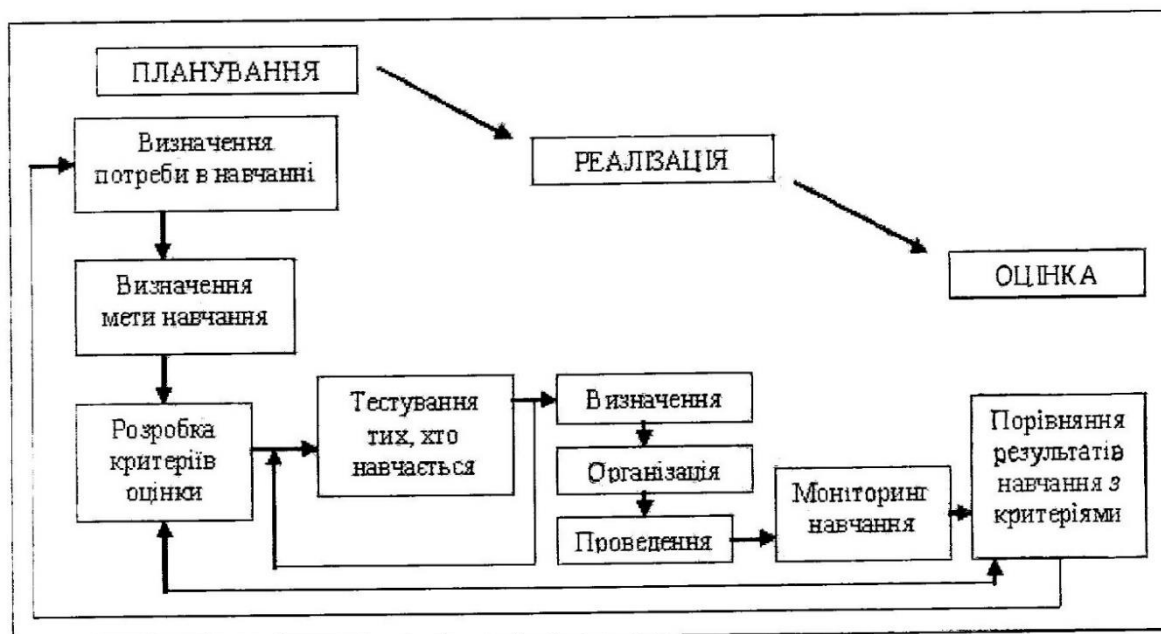 ПЛАНУВАННЯ
РЕАЛІЗАЦІЯ
ОЦІНКА
Визначення
потреби в навчанні
Визначення
мети навчання
Розробка
критеріїв
оцінки
Тестування
тих, хто
навчається
Визначення
Організація
Проведення
Моніторинг
навчання
Порівняння
результатів
навчання з
критеріями